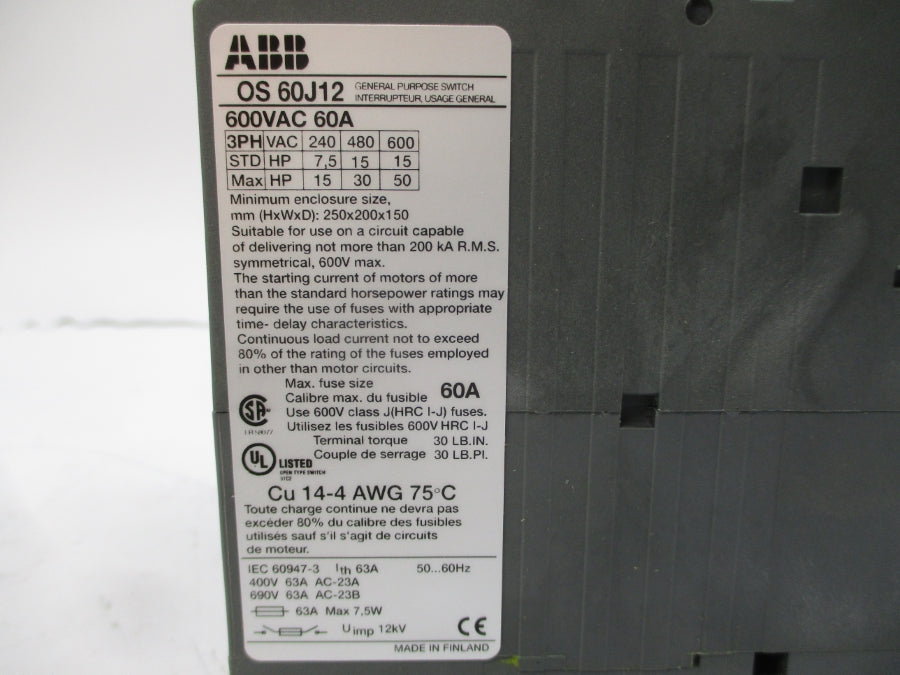 ABB
OS 60J12 GENERAL PURPOSE SWITCH
INTERRUPTEUR, USAGE GENERAL
600VAC 60A
3PH VAC 240 480 600
STD HP 7,5 15 15
Max HP 15 30 50
Minimum enclosure size,
mm (HxWxD): 250x200x150
Suitable for use on a circuit capable
of delivering not more than 200 kA R.M.S.
symmetrical, 600V max.
The starting current of motors of more
than the standard horsepower ratings may
require the use of fuses with appropriate
time- delay characteristics.
Continuous load current not to exceed
80% of the rating of the fuses employed
in other than motor circuits.
Max. fuse size
Calibre max. du fusible 60A
Use 600V class J(HRC I-J) fuses.
Utilisez les fusibles 600V HRC I-J
Terminal torque 30 LB.IN.
Couple de serrage 30 LB.PI.
SA
UL LISTED
OPEN TYPE SWITCH
Cu 14-4 AWG 75°C
Toute charge continue ne devra pas
excéder 80% du calibre des fusibles
utilisés sauf s'il s'agit de circuits
de moteur.
IEC 60947-3 Ith 63A 50...60Hz
400V 63A AC-23A
690V 63A AC-23B
63A Max 7,5W
Uimp 12kV CE
MADE IN FINLAND